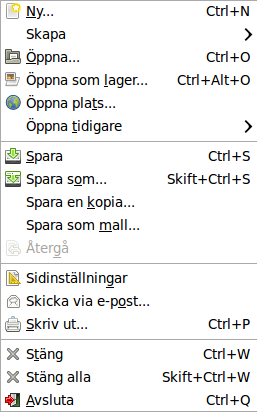 Ny... Ctrl+N
Skapa
Öppna... Ctrl+O
Öppna som lager... Ctrl+Alt+O
Öppna plats...
Öppna tidigare
Spara Ctrl+S
Spara som... Skift+Ctrl+S
Spara en kopia...
Spara som mall...
Återgå
Sidinställningar
Skicka via e-post...
Skriv ut... Ctrl+P
Stäng Ctrl+W
Stäng alla Skift+Ctrl+W
Avsluta Ctrl+Q